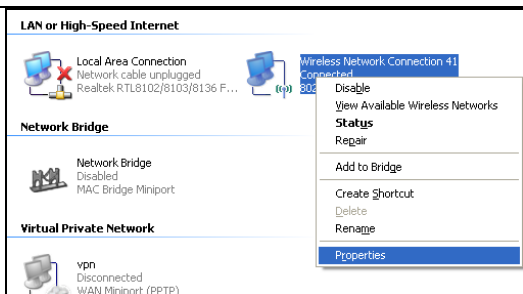 LAN or High-Speed Internet
Local Area Connection
Network cable unplugged
Realtek RTL8102/8103/8136 F...
Wireless Network Connection 41
Connected
802
Disable
View Available Wireless Networks
Status
Repair
Add to Bridge
Create Shortcut
Delete
Rename
Properties
Network Bridge
Network Bridge
Disabled
MAC Bridge Miniport
Virtual Private Network
vpn
Disconnected
WAN Miniport (PPTP)